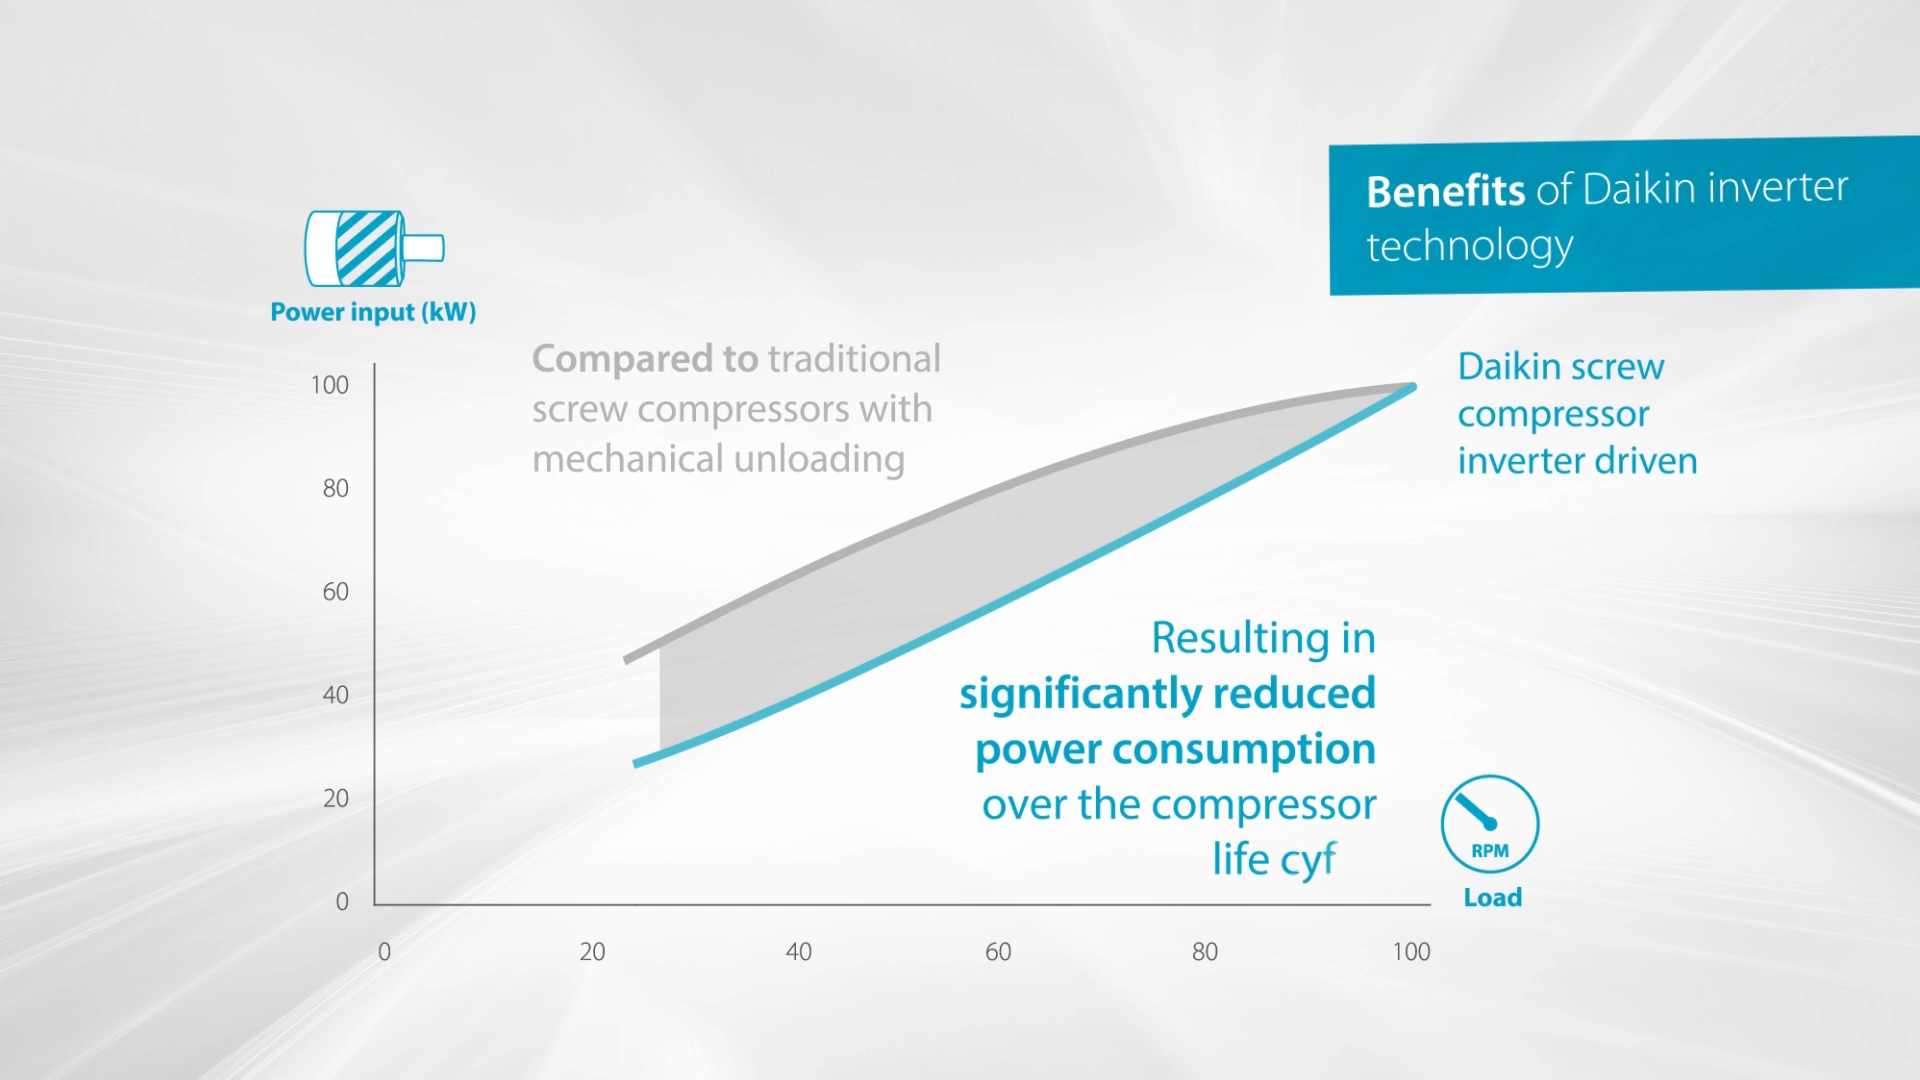 Benefits of Daikin inverter
technology
Power input (kW)
Compared to traditional
screw compressors with
mechanical unloading
Daikin screw
compressor
inverter driven
100
80
60
40
20
0
Resulting in
significantly reduced
power consumption
over the compressor
life cyf
RPM
Load
0 20 40 60 80 100